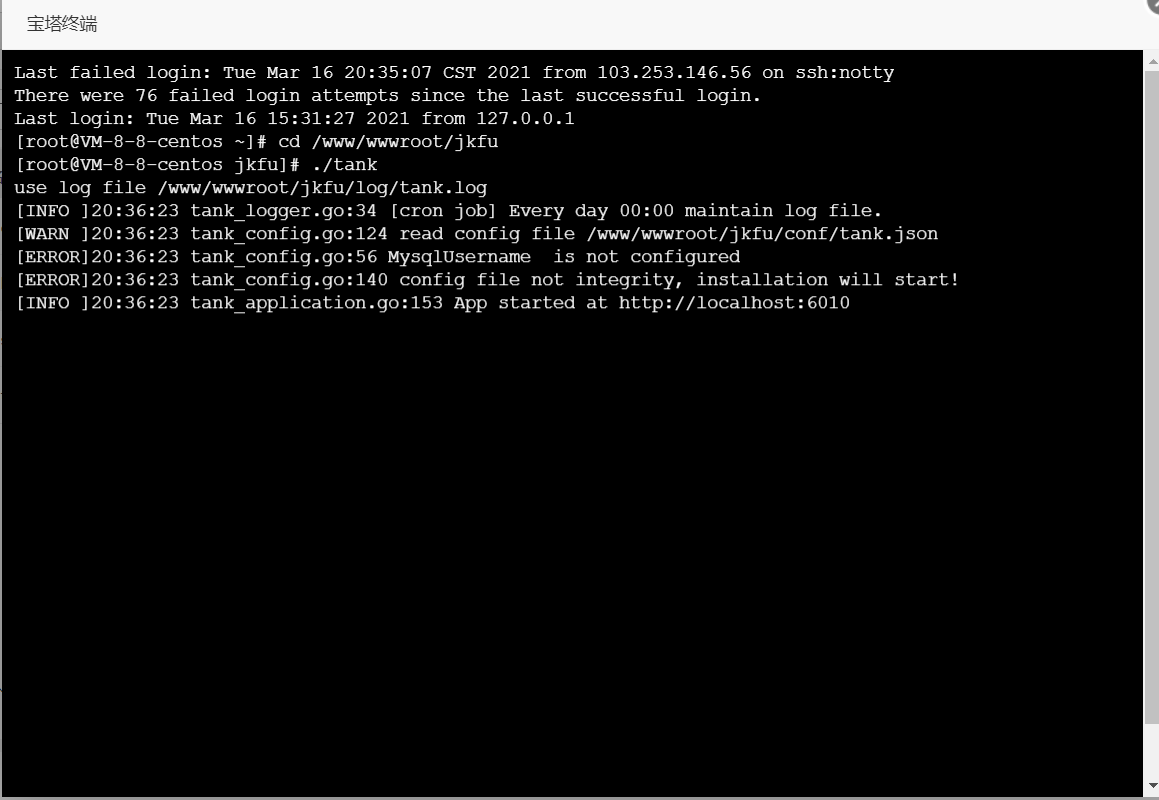 宝塔终端
Last failed login: Tue Mar 16 20:35:07 CST 2021 from 103.253.146.56 on ssh:notty
There were 76 failed login attempts since the last successful login.
Last login: Tue Mar 16 15:31:27 2021 from 127.0.0.1
[root@VM-8-8-centos ~]# cd /www/wwwroot/jkfu
[root@VM-8-8-centos jkfu]# ./tank
use log file /www/wwwroot/jkfu/log/tank.log
[INFO ]20:36:23 tank_logger.go:34 [cron job] Every day 00:00 maintain log file.
[WARN ]20:36:23 tank_config.go:124 read config file /www/wwwroot/jkfu/conf/tank.json
[ERROR]20:36:23 tank_config.go:56 MysqlUsername  is not configured
[ERROR]20:36:23 tank_config.go:140 config file not integrity, installation will start!
[INFO ]20:36:23 tank_application.go:153 App started at http://localhost:6010